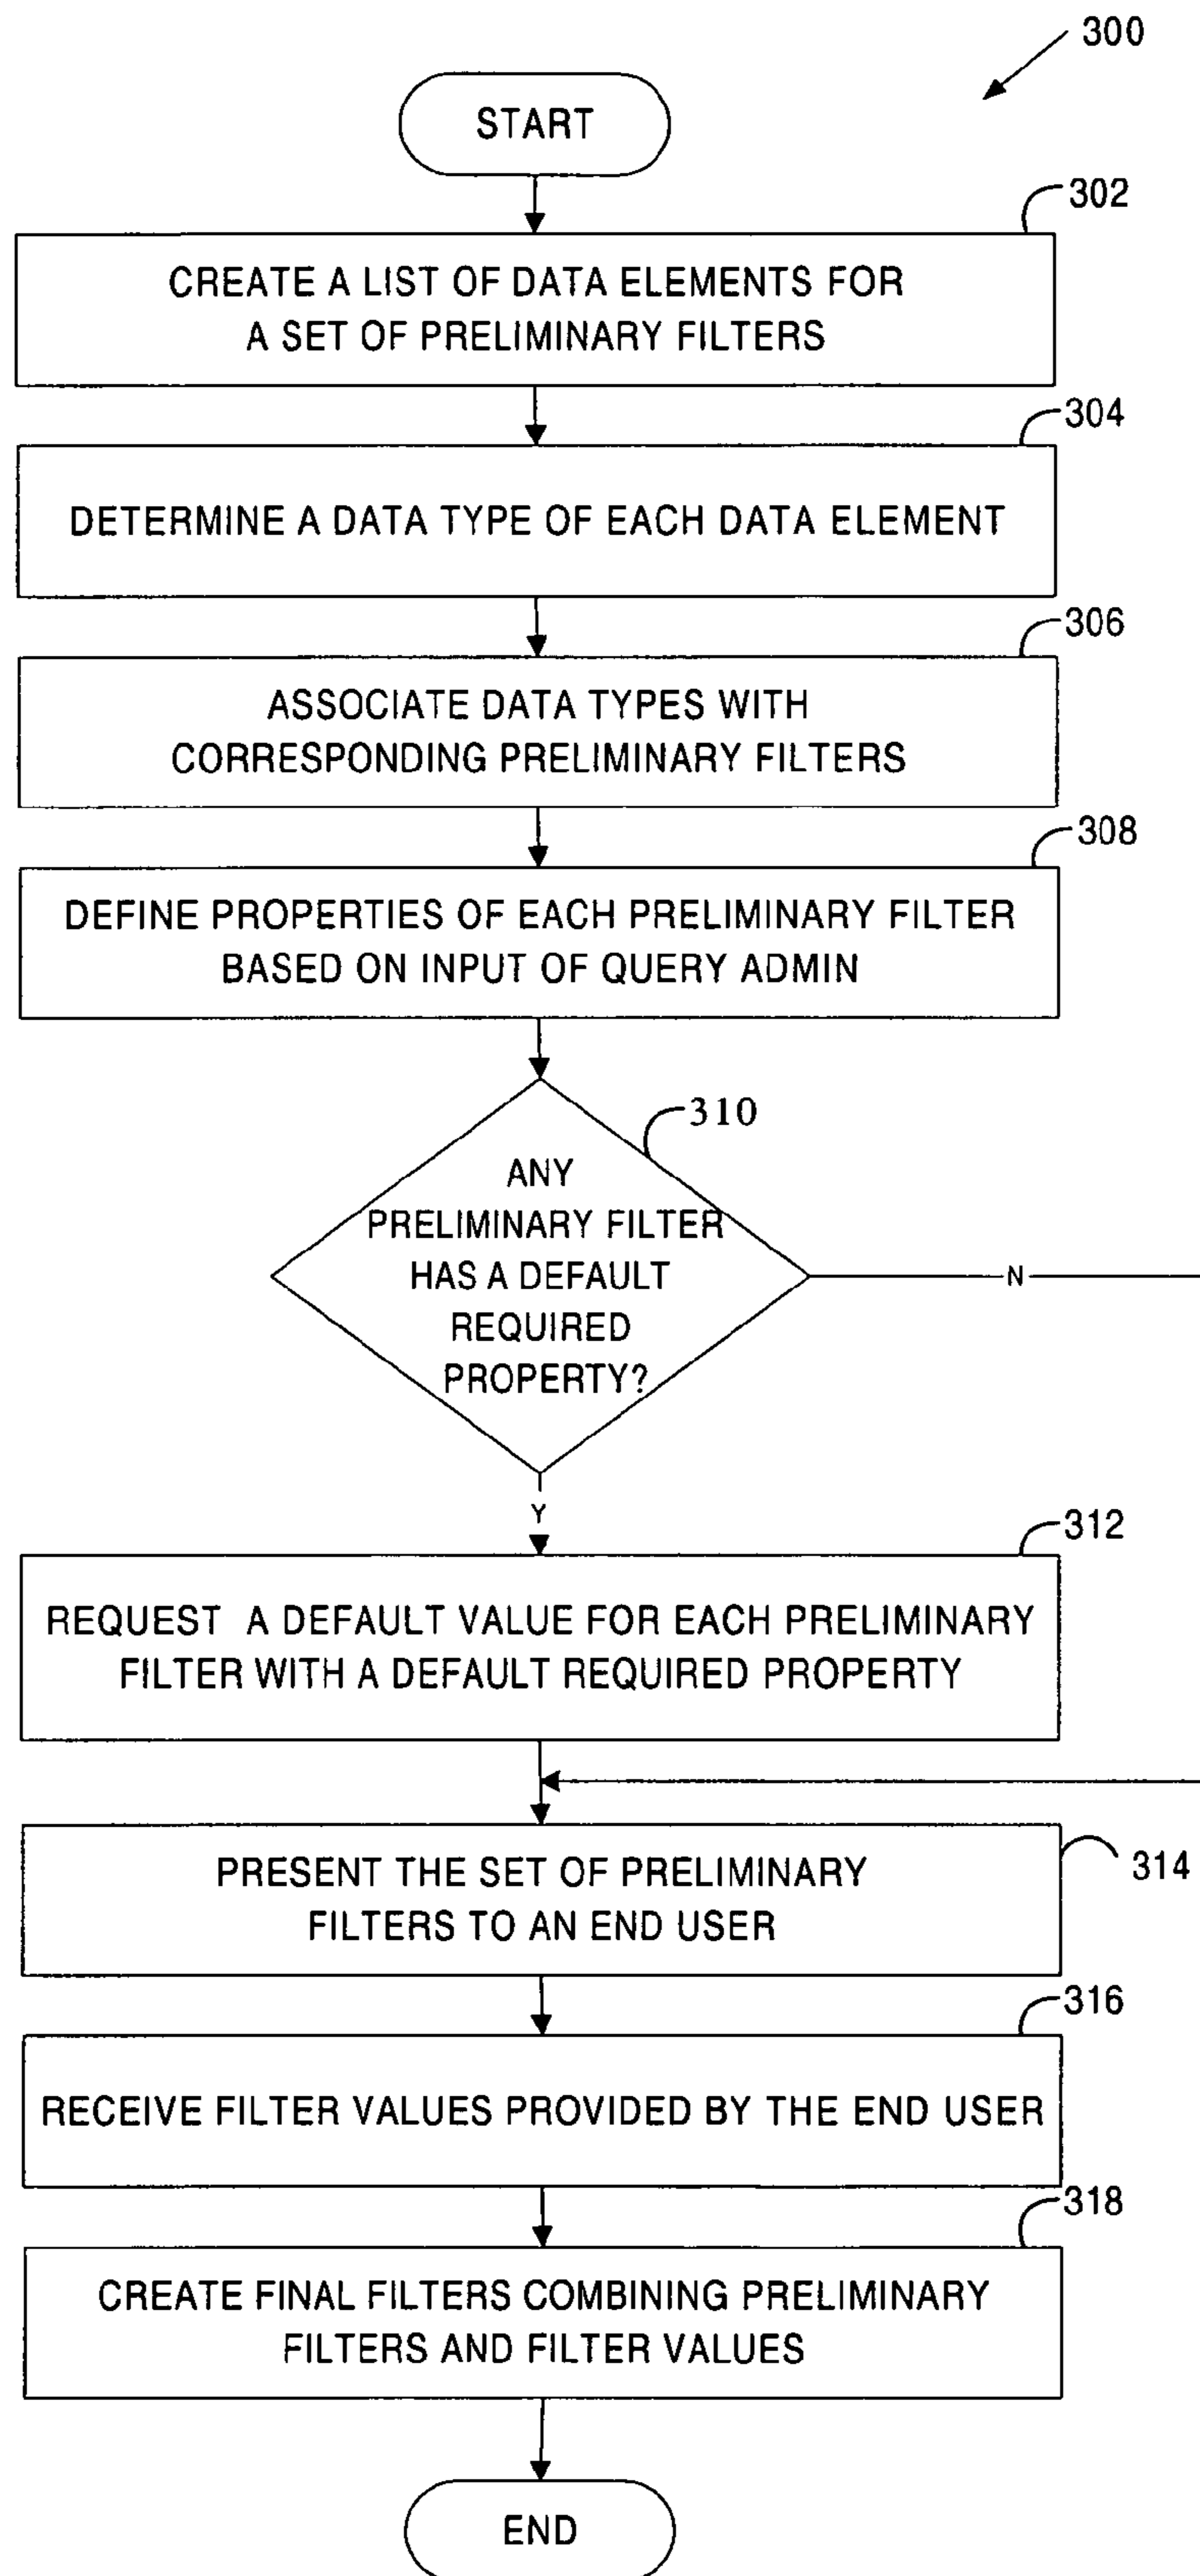 300
START
302
CREATE A LIST OF DATA ELEMENTS FOR
A SET OF PRELIMINARY FILTERS
304
DETERMINE A DATA TYPE OF EACH DATA ELEMENT
306
ASSOCIATE DATA TYPES WITH
CORRESPONDING PRELIMINARY FILTERS
308
DEFINE PROPERTIES OF EACH PRELIMINARY FILTER
BASED ON INPUT OF QUERY ADMIN
310
ANY
PRELIMINARY FILTER
HAS A DEFAULT
REQUIRED
PROPERTY?
N
Y
312
REQUEST A DEFAULT VALUE FOR EACH PRELIMINARY
FILTER WITH A DEFAULT REQUIRED PROPERTY
314
PRESENT THE SET OF PRELIMINARY
FILTERS TO AN END USER
316
RECEIVE FILTER VALUES PROVIDED BY THE END USER
318
CREATE FINAL FILTERS COMBINING PRELIMINARY
FILTERS AND FILTER VALUES
END